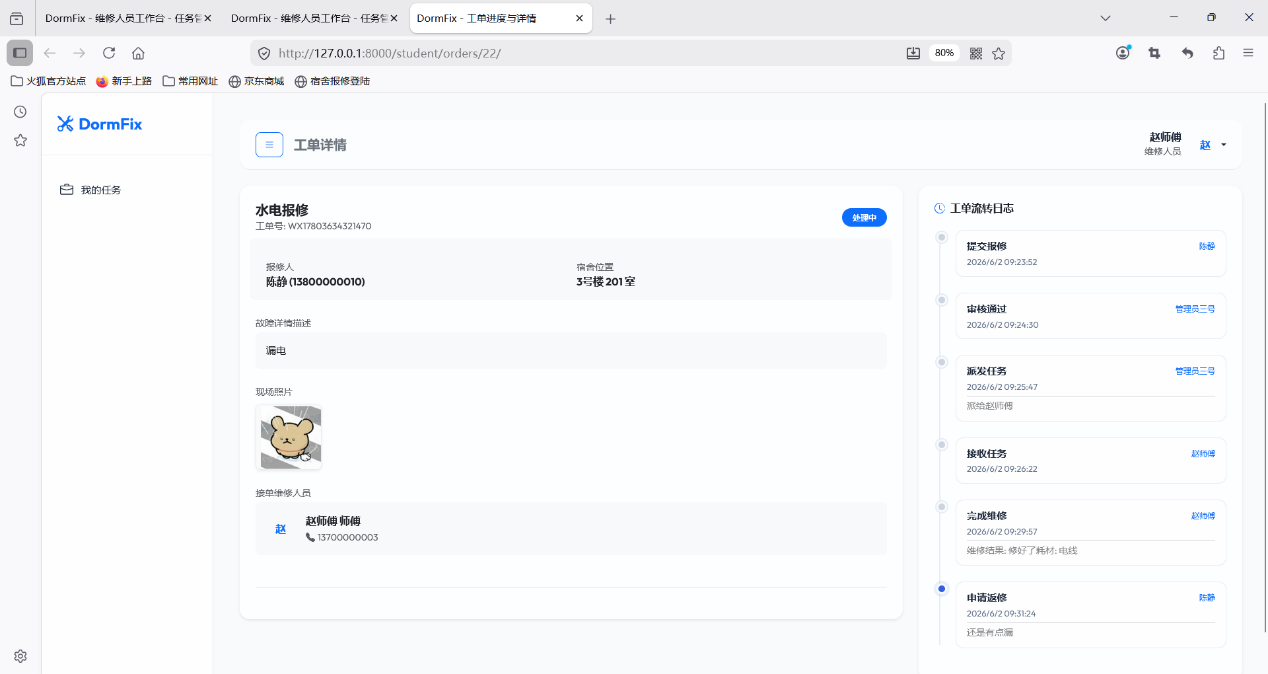 DormFix - 维修人员工作台 - 任务管
DormFix - 维修人员工作台 - 任务管
DormFix - 工单进度与详情
http://127.0.0.1:8000/student/orders/22/
80%
火狐官方站点
新手上路
常用网址
京东商城
宿舍报修登陆
DormFix
我的任务
工单详情
赵师傅
维修人员
赵
水电报修
工单号: WX17803634321470
处理中
报修人
陈静 (13800000010)
宿舍位置
3号楼 201 室
故障详情描述
漏电
现场照片
接单维修人员
赵
赵师傅 师傅
13700000003
工单流转日志
提交报修
陈静
2026/6/2 09:23:52
审核通过
管理员三号
2026/6/2 09:24:30
派发任务
管理员三号
2026/6/2 09:25:47
派给赵师傅
接收任务
赵师傅
2026/6/2 09:26:22
完成维修
赵师傅
2026/6/2 09:29:57
维修结果: 修好了耗材: 电线
申请返修
陈静
2026/6/2 09:31:24
还是有点漏